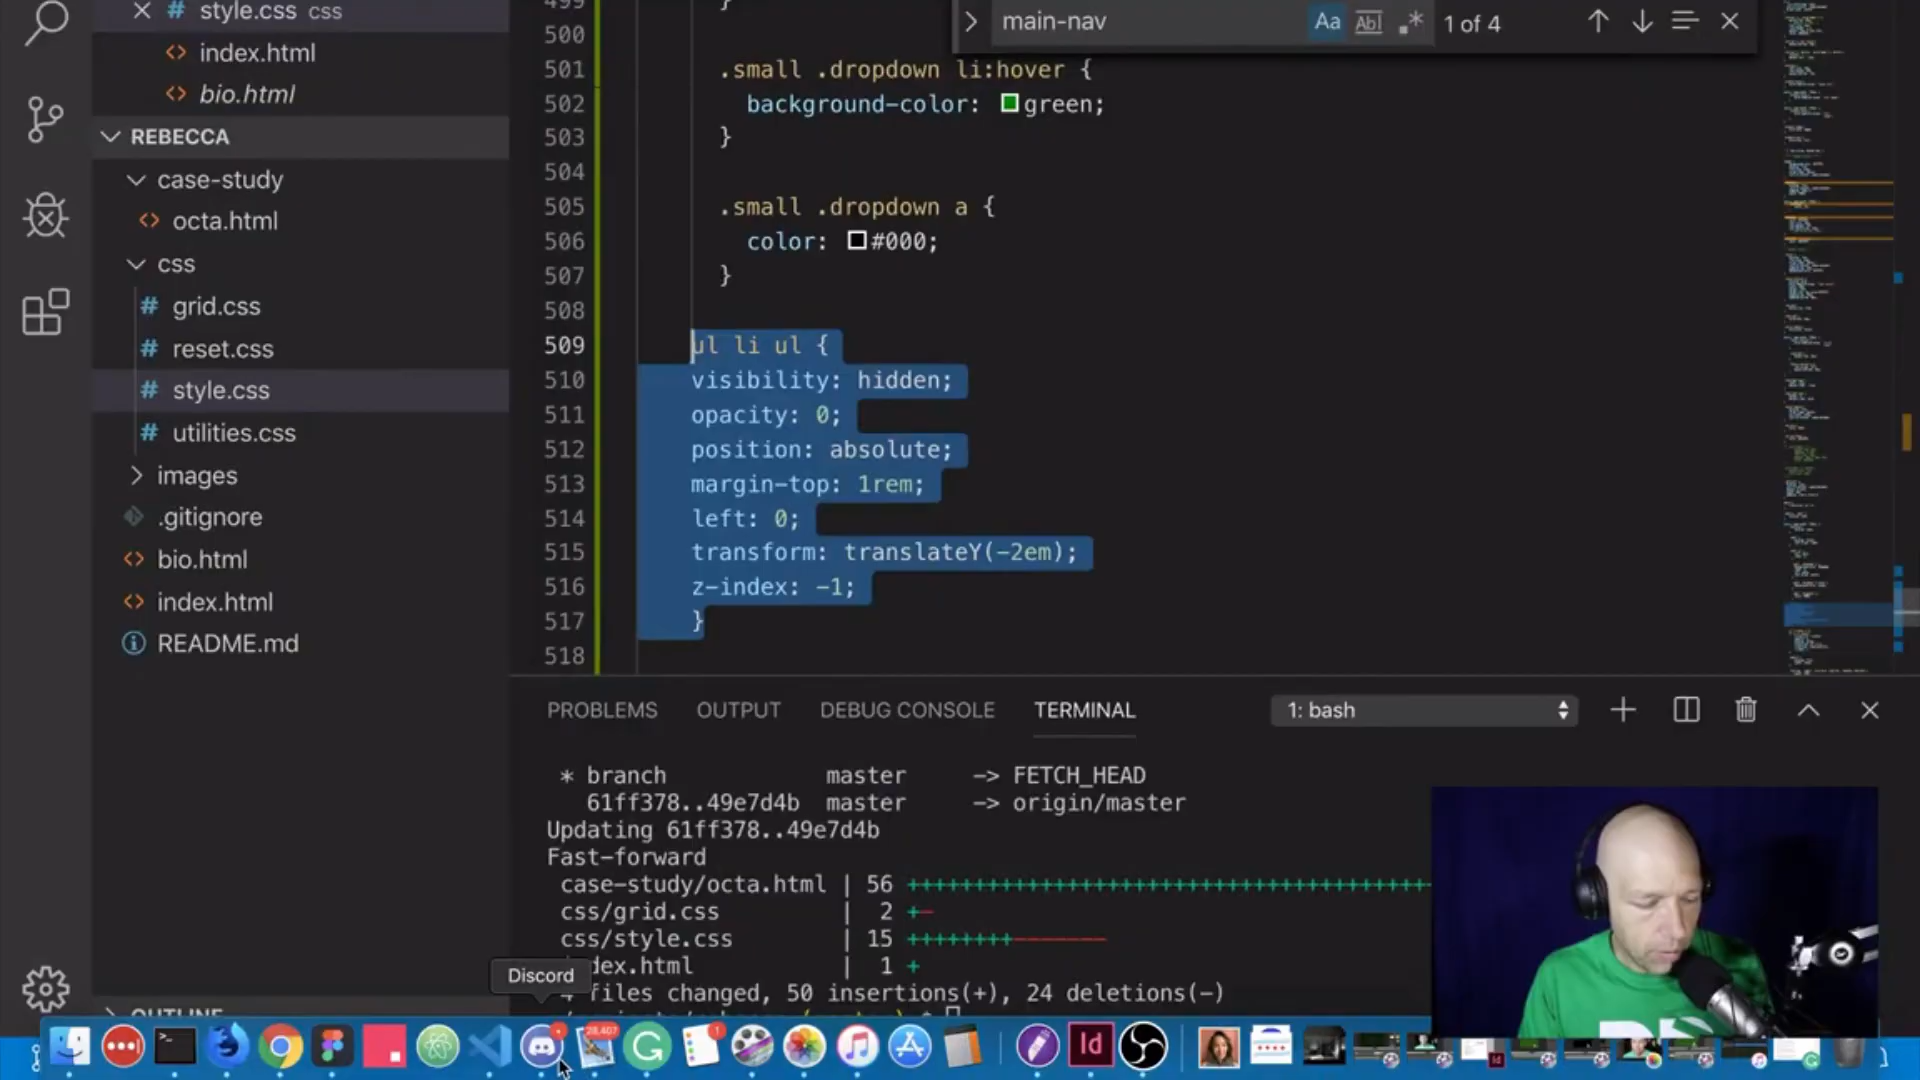 style.css css
index.html
bio.html
REBECCA
case-study
octa.html
css
grid.css
reset.css
style.css
utilities.css
images
.gitignore
bio.html
index.html
README.md
main-nav
Aa Abl .* 1 of 4
499 }
500
501 .small .dropdown li:hover {
502 background-color: green;
503 }
504
505 .small .dropdown a {
506 color: #000;
507 }
508
509 ul li ul {
510 visibility: hidden;
511 opacity: 0;
512 position: absolute;
513 margin-top: 1rem;
514 left: 0;
515 transform: translateY(-2em);
516 z-index: -1;
517 }
518
PROBLEMS OUTPUT DEBUG CONSOLE TERMINAL 1: bash
* branch master -> FETCH_HEAD
61ff378..49e7d4b master -> origin/master
Updating 61ff378..49e7d4b
Fast-forward
case-study/octa.html | 56 +++++++++++++++++++++++++++++++++++++++
css/grid.css | 2 +-
css/style.css | 15 ++++++++-------
dex.html | 1 +
4 files changed, 50 insertions(+), 24 deletions(-)
Discord
OUTLINE
28,407
1
Id